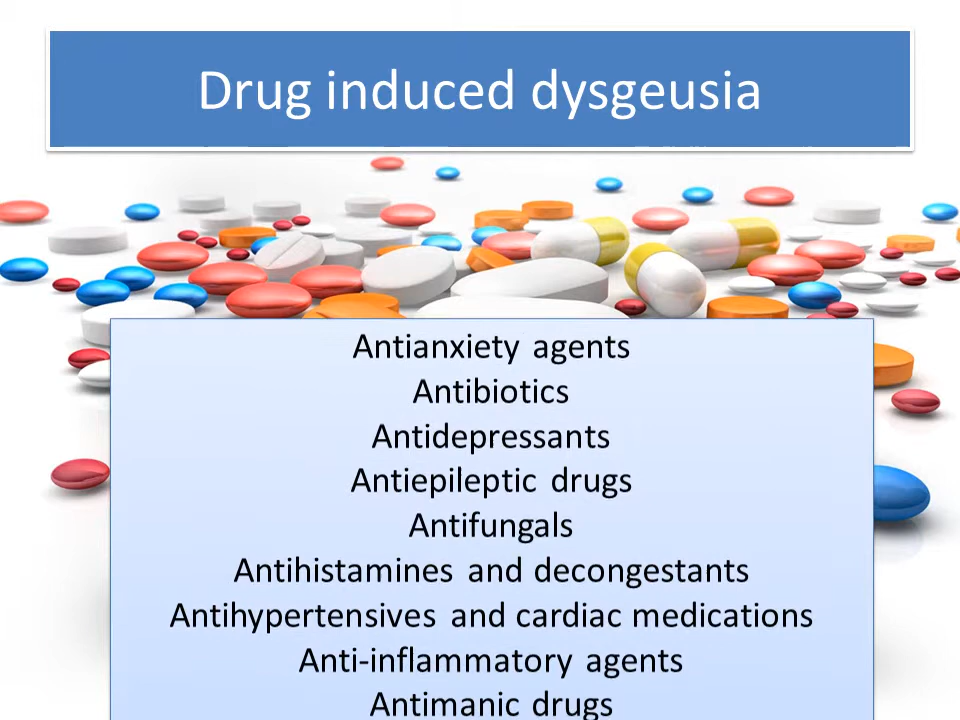 Drug induced dysgeusia
Antianxiety agents
Antibiotics
Antidepressants
Antiepileptic drugs
Antifungals
Antihistamines and decongestants
Antihypertensives and cardiac medications
Anti-inflammatory agents
Antimanic drugs